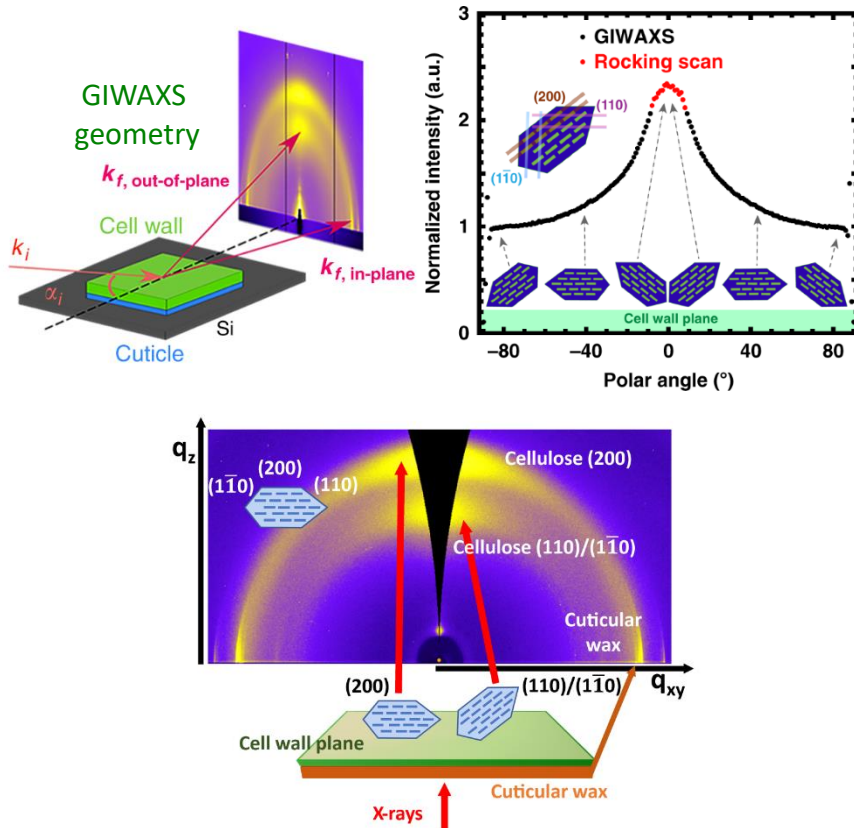 GIWAXS
geometry
k_f, out-of-plane
Cell wall
k_i
k_f, in-plane
α_i
Si
Cuticle
3
2
1
0
Normalized intensity (a.u.)
GIWAXS
Rocking scan
(200)
(110)
(11̄0)
Cell wall plane
−80
−40
0
40
80
Polar angle (°)
q_z
(200)
(11̄0)
(110)
Cellulose (200)
Cellulose (110)/(11̄0)
Cuticular
wax
q_xy
(200)
(110)/(11̄0)
Cell wall plane
Cuticular wax
X-rays